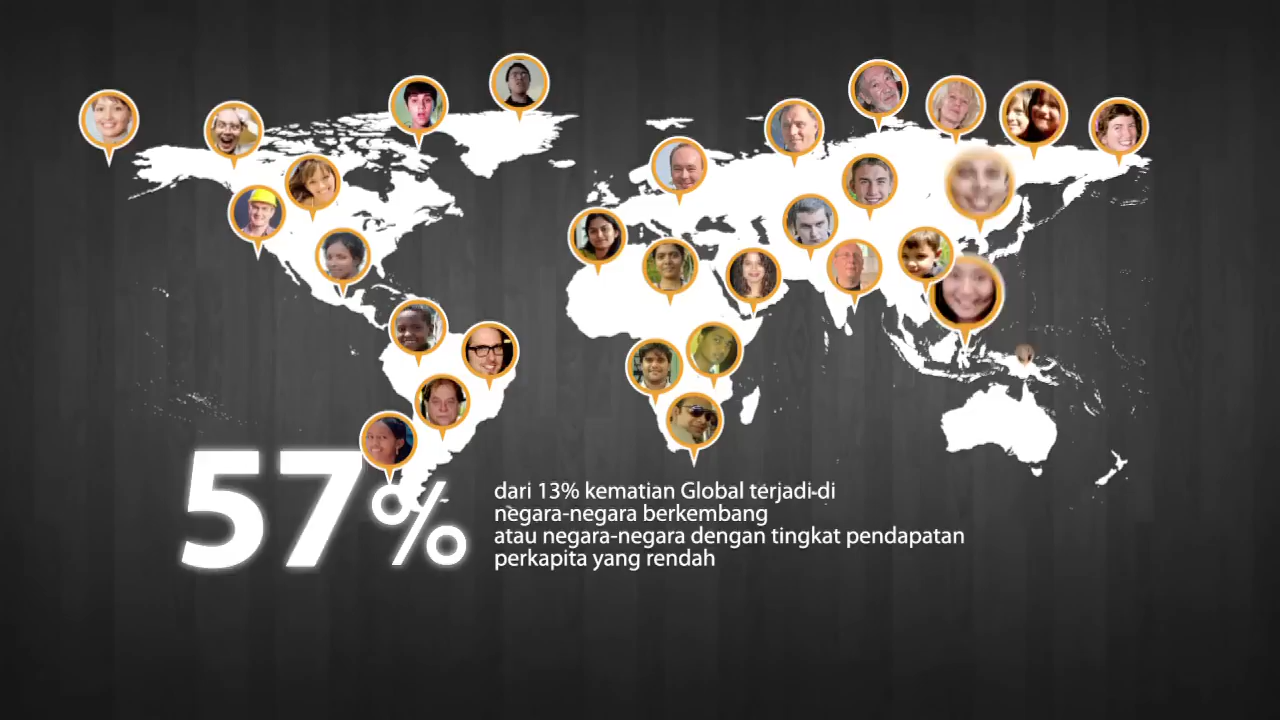 57%
dari 13% kematian Global terjadi di
negara-negara berkembang
atau negara-negara dengan tingkat pendapatan
perkapita yang rendah